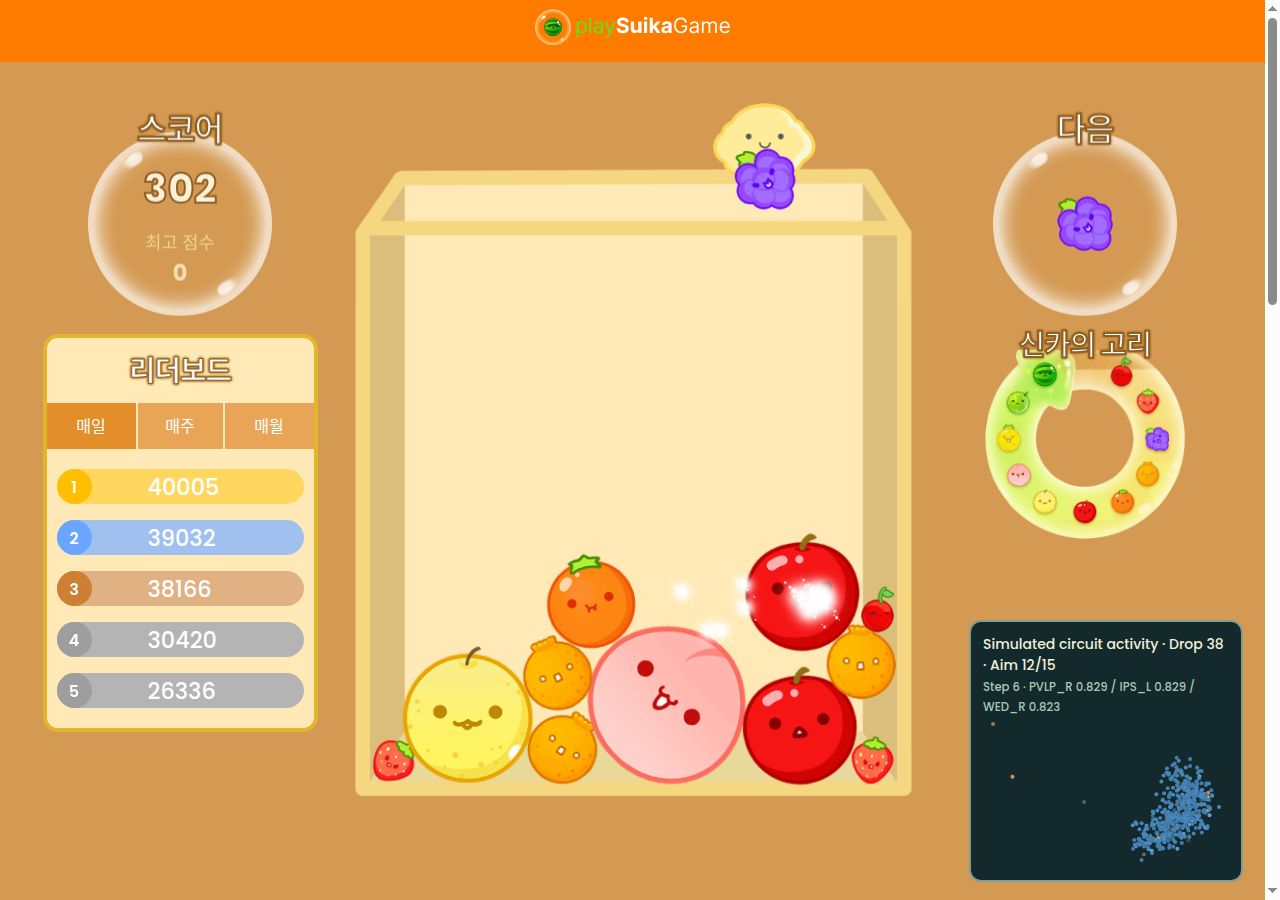 playSuikaGame
스코어
302
최고 점수
0
다음
신카의 고리
리더보드
매일 매주 매월
1 40005
2 39032
3 38166
4 30420
5 26336
Simulated circuit activity · Drop 38
· Aim 12/15
Step 6 · PVLP_R 0.829 / IPS_L 0.829 /
WED_R 0.823